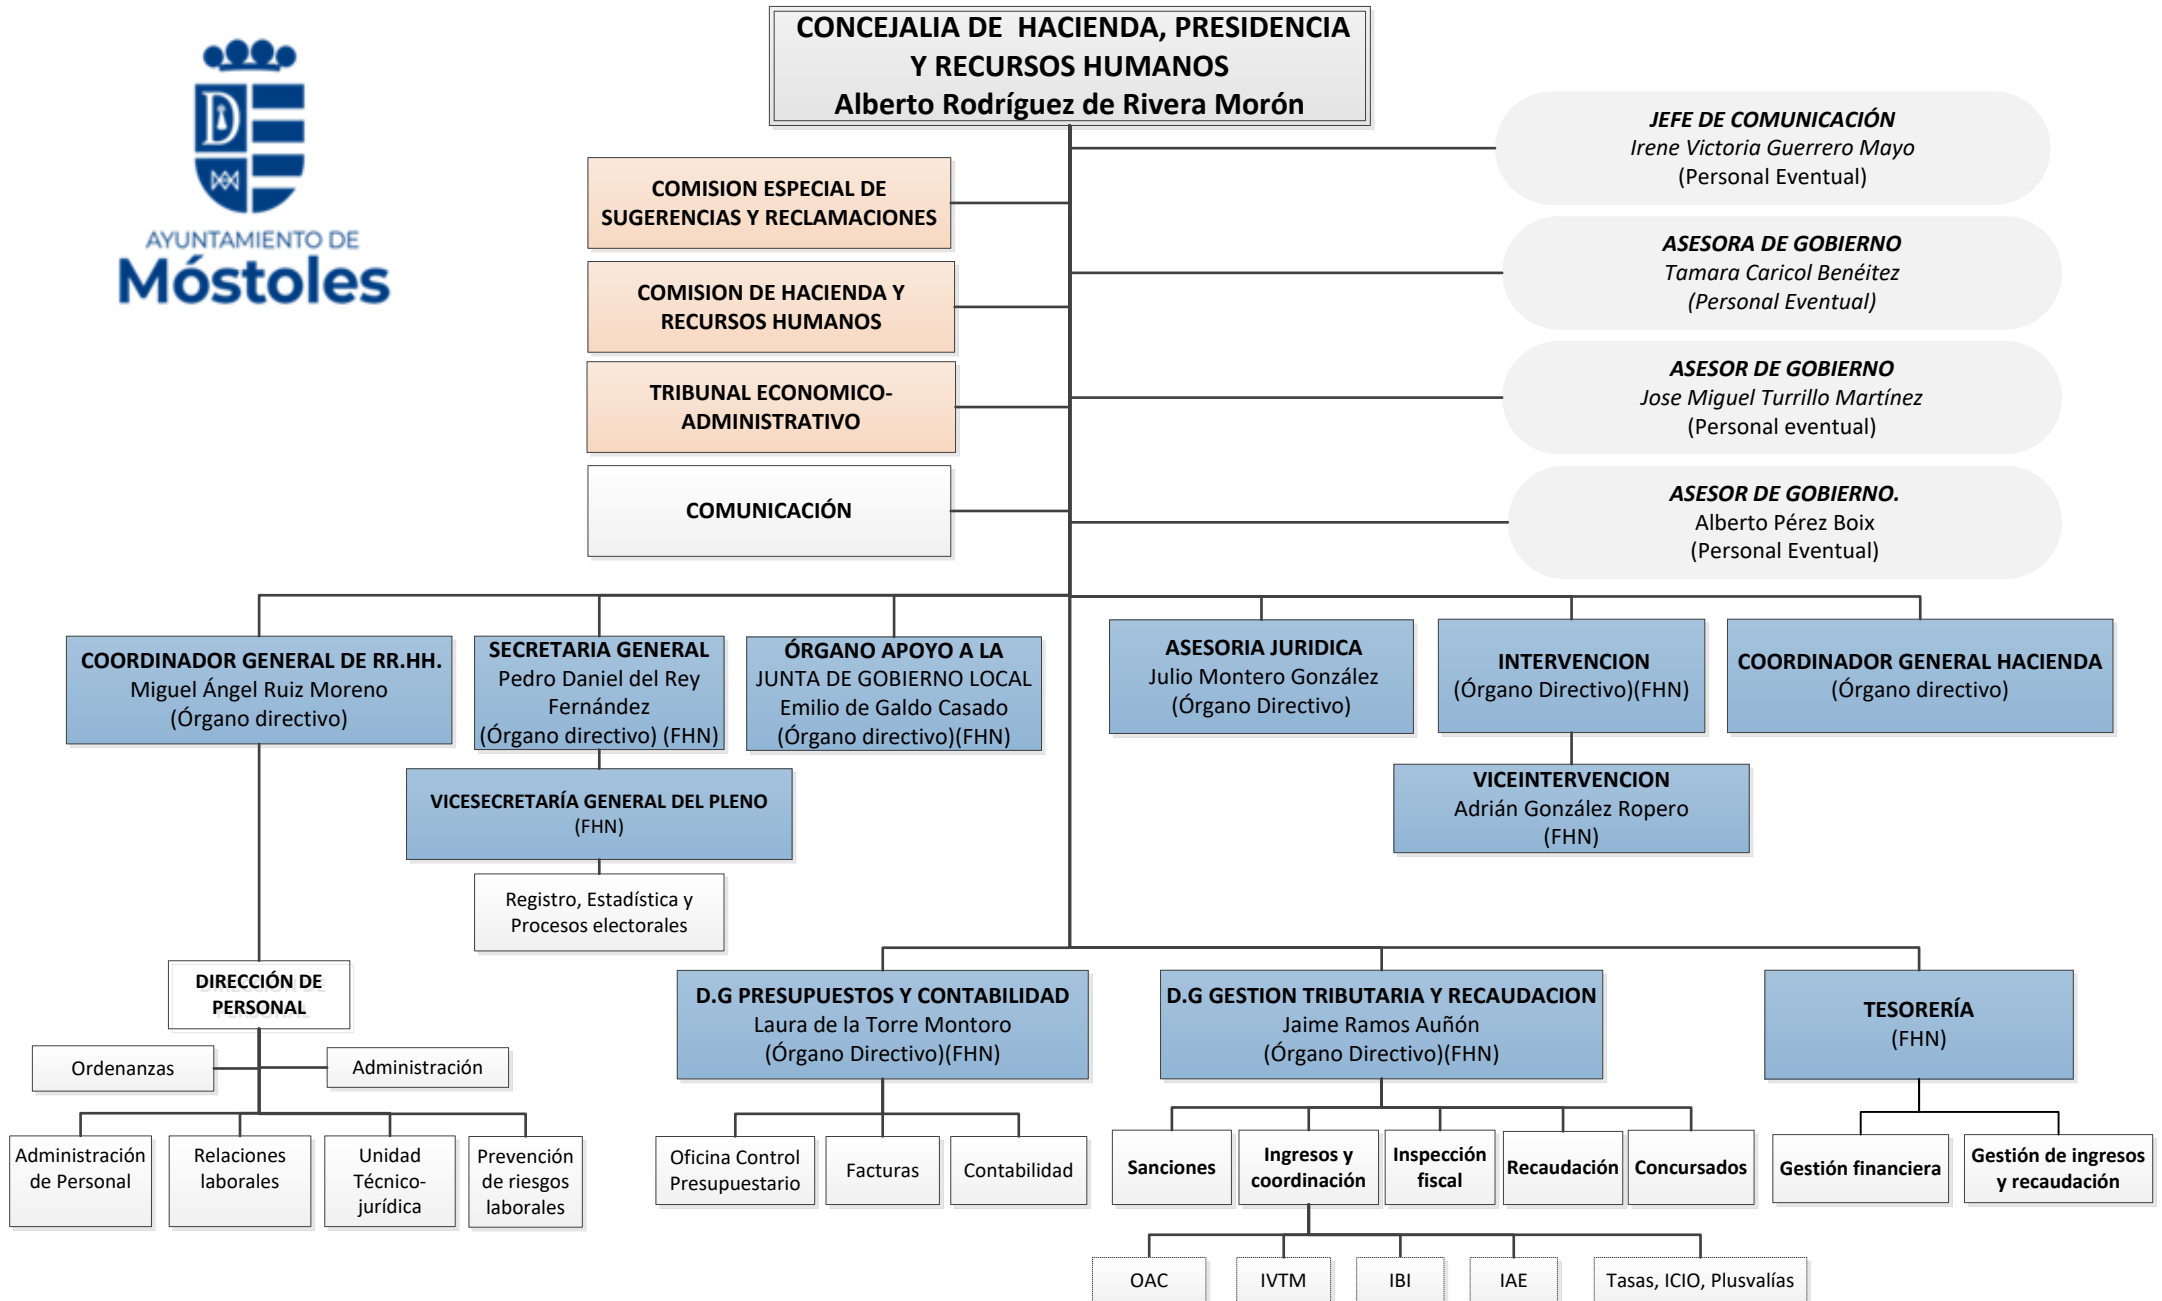 CONCEJALIA DE HACIENDA, PRESIDENCIA
Y RECURSOS HUMANOS
Alberto Rodríguez de Rivera Morón
D
AYUNTAMIENTO DE
Móstoles
JEFE DE COMUNICACIÓN
Irene Victoria Guerrero Mayo
(Personal Eventual)
COMISION ESPECIAL DE
SUGERENCIAS Y RECLAMACIONES
ASESORA DE GOBIERNO
Tamara Caricol Benéitez
(Personal Eventual)
COMISION DE HACIENDA Y
RECURSOS HUMANOS
ASESOR DE GOBIERNO
Jose Miguel Turrillo Martínez
(Personal eventual)
TRIBUNAL ECONOMICO-
ADMINISTRATIVO
ASESOR DE GOBIERNO.
Alberto Pérez Boix
(Personal Eventual)
COMUNICACIÓN
COORDINADOR GENERAL DE RR.HH.
Miguel Ángel Ruiz Moreno
(Órgano directivo)
SECRETARIA GENERAL
Pedro Daniel del Rey
Fernández
(Órgano directivo) (FHN)
ÓRGANO APOYO A LA
JUNTA DE GOBIERNO LOCAL
Emilio de Galdo Casado
(Órgano directivo)(FHN)
ASESORIA JURIDICA
Julio Montero González
(Órgano Directivo)
INTERVENCION
(Órgano Directivo)(FHN)
COORDINADOR GENERAL HACIENDA
(Órgano directivo)
VICESECRETARÍA GENERAL DEL PLENO
(FHN)
VICEINTERVENCION
Adrián González Ropero
(FHN)
Registro, Estadística y
Procesos electorales
DIRECCIÓN DE
PERSONAL
D.G PRESUPUESTOS Y CONTABILIDAD
Laura de la Torre Montoro
(Órgano Directivo)(FHN)
D.G GESTION TRIBUTARIA Y RECAUDACION
Jaime Ramos Auñón
(Órgano Directivo)(FHN)
TESORERÍA
(FHN)
Ordenanzas
Administración
Administración
de Personal
Relaciones
laborales
Unidad
Técnico-
jurídica
Prevención
de riesgos
laborales
Oficina Control
Presupuestario
Facturas
Contabilidad
Sanciones
Ingresos y
coordinación
Inspección
fiscal
Recaudación
Concursados
Gestión financiera
Gestión de ingresos
y recaudación
OAC
IVTM
IBI
IAE
Tasas, ICIO, Plusvalías